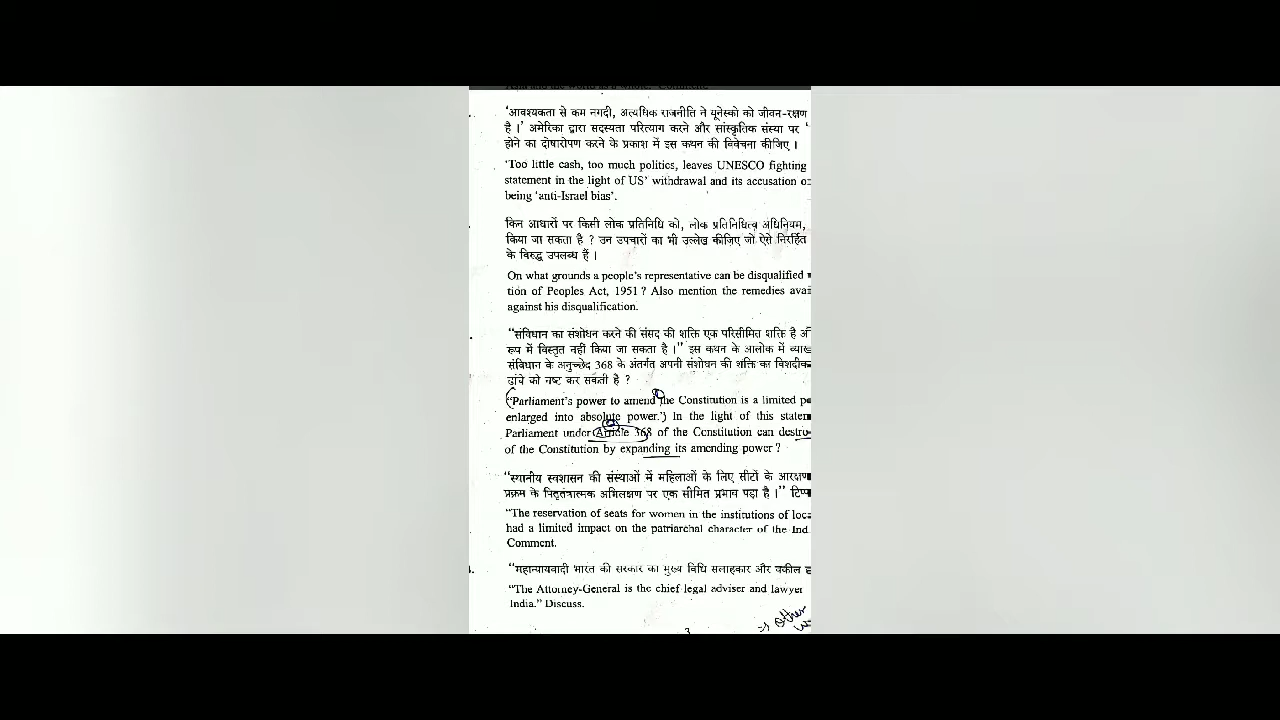 'आवश्यकता से कम नगदी, अत्यधिक राजनीति ने यूनेस्को को जीवन-रक्षण
है ।' अमेरिका द्वारा सदस्यता परित्याग करने और सांस्कृतिक संस्था पर '
होने का दोषारोपण करने के प्रकाश में इस कथन की विवेचना कीजिए ।
'Too little cash, too much politics, leaves UNESCO fighting
statement in the light of US' withdrawal and its accusation o
being 'anti-Israel bias'.
किन आधारों पर किसी लोक प्रतिनिधि को, लोक प्रतिनिधित्व अधिनियम,
किया जा सकता है ? उन उपचारों का भी उल्लेख कीजिए जो ऐसे निरर्हित
के विरुद्ध उपलब्ध हैं ।
On what grounds a people's representative can be disqualified
tion of Peoples Act, 1951 ? Also mention the remedies avai
against his disqualification.
"संविधान का संशोधन करने की संसद की शक्ति एक परिसीमित शक्ति है
रूप में विस्तृत नहीं किया जा सकता है ।" इस कथन के आलोक में व्याख
संविधान के अनुच्छेद 368 के अंतर्गत अपनी संशोधन की शक्ति का विशदीक
ढांचे को नष्ट कर सकती है ?
"Parliament's power to amend the Constitution is a limited p
enlarged into absolute power." In the light of this statem
Parliament under Article 368 of the Constitution can destro
of the Constitution by expanding its amending power ?
"स्थानीय स्वशासन की संस्थाओं में महिलाओं के लिए सीटों के आरक्षण
प्रक्रम के पितृतंत्रात्मक अभिलक्षण पर एक सीमित प्रभाव पड़ा है ।" टिप्प
"The reservation of seats for women in the institutions of loca
had a limited impact on the patriarchal character of the Ind
Comment.
"महान्यायवादी भारत की सरकार का मुख्य विधि सलाहकार और वकील
"The Attorney-General is the chief legal adviser and lawyer
India." Discuss.
3
⇒ Other